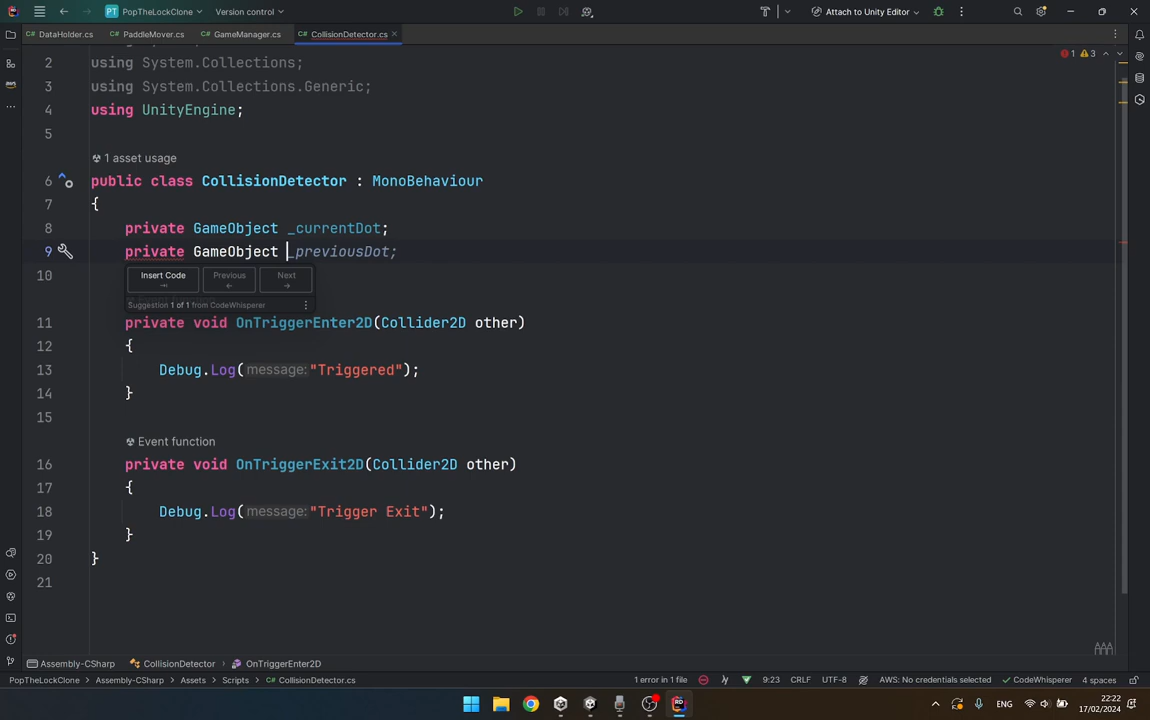 PT PopTheLockClone Version control Attach to Unity Editor
DataHolder.cs PaddleMover.cs GameManager.cs CollisionDetector.cs
1 3
2 using System.Collections;
3 using System.Collections.Generic;
4 using UnityEngine;
5
1 asset usage
6 public class CollisionDetector : MonoBehaviour
7 {
8 private GameObject _currentDot;
9 private GameObject _previousDot;
10
Insert Code Previous Next
Suggestion 1 of 1 from CodeWhisperer
11 private void OnTriggerEnter2D(Collider2D other)
12 {
13 Debug.Log(message:"Triggered");
14 }
15
Event function
16 private void OnTriggerExit2D(Collider2D other)
17 {
18 Debug.Log(message:"Trigger Exit");
19 }
20 }
21
Assembly-CSharp CollisionDetector OnTriggerEnter2D
PopTheLockClone Assembly-CSharp Assets Scripts CollisionDetector.cs 1 error in 1 file 9:23 CRLF UTF-8 AWS: No credentials selected CodeWhisperer 4 spaces
ENG 22:22
17/02/2024